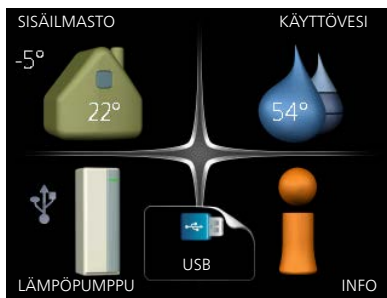 SISÄILMASTO
KÄYTTÖVESI
-5°
22°
54°
USB
LÄMPÖPUMPPU
INFO